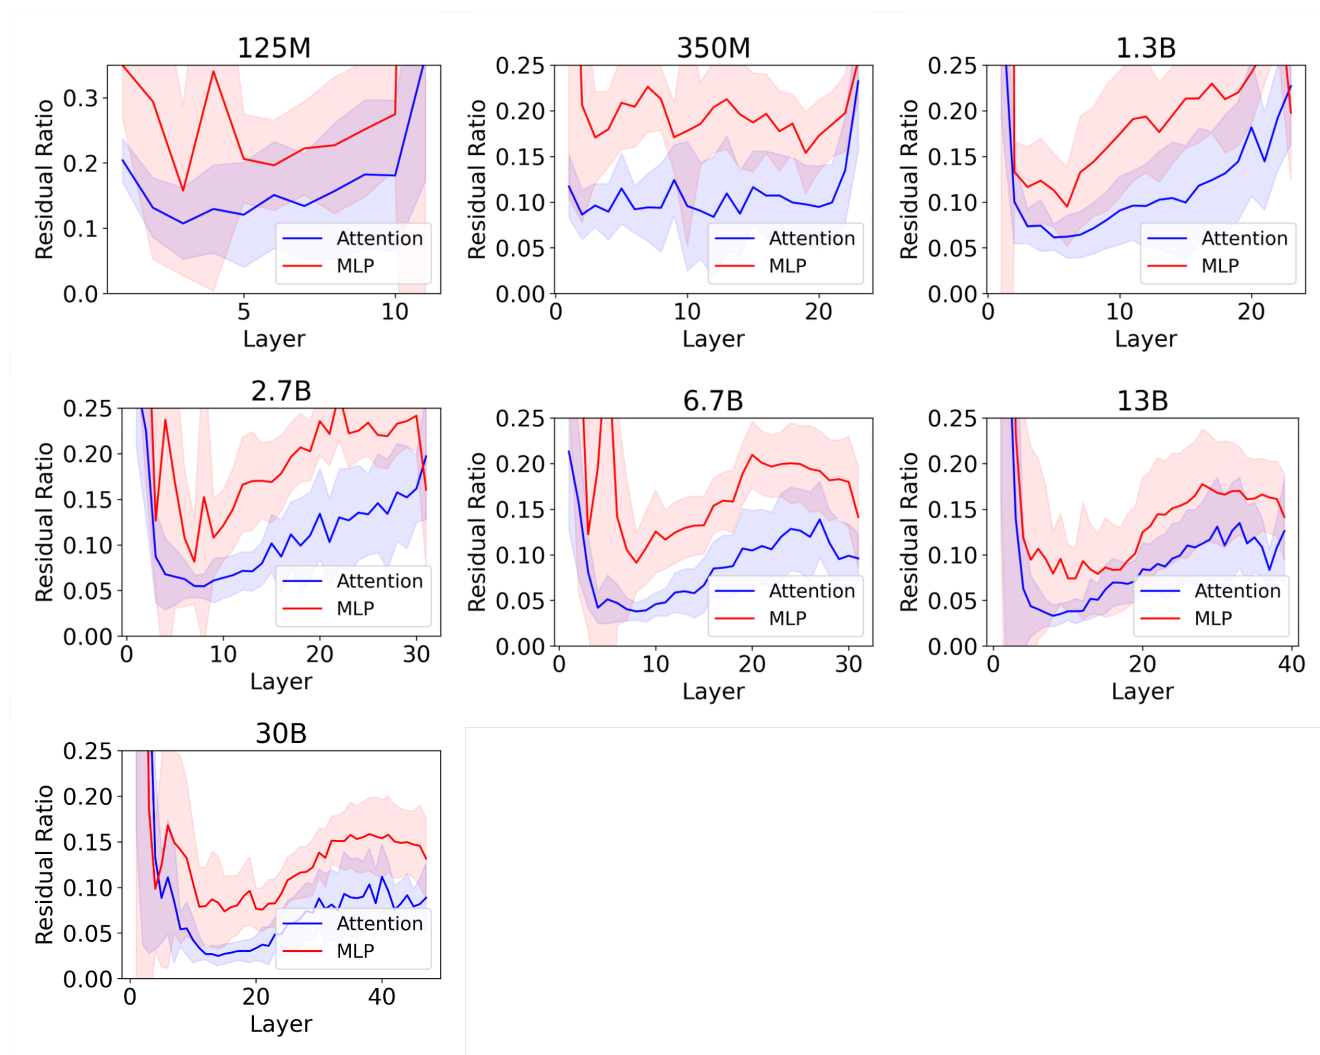 125M
350M
1.3B
Residual Ratio
0.3
0.2
0.1
0.0
5
10
Layer
Attention
MLP
Residual Ratio
0.25
0.20
0.15
0.10
0.05
0.00
0
10
20
Layer
Attention
MLP
Residual Ratio
0.25
0.20
0.15
0.10
0.05
0.00
0
10
20
Layer
Attention
MLP
2.7B
6.7B
13B
Residual Ratio
0.25
0.20
0.15
0.10
0.05
0.00
0
10
20
30
Layer
Attention
MLP
Residual Ratio
0.25
0.20
0.15
0.10
0.05
0.00
0
10
20
30
Layer
Attention
MLP
Residual Ratio
0.25
0.20
0.15
0.10
0.05
0.00
0
20
40
Layer
Attention
MLP
30B
Residual Ratio
0.25
0.20
0.15
0.10
0.05
0.00
0
20
40
Layer
Attention
MLP